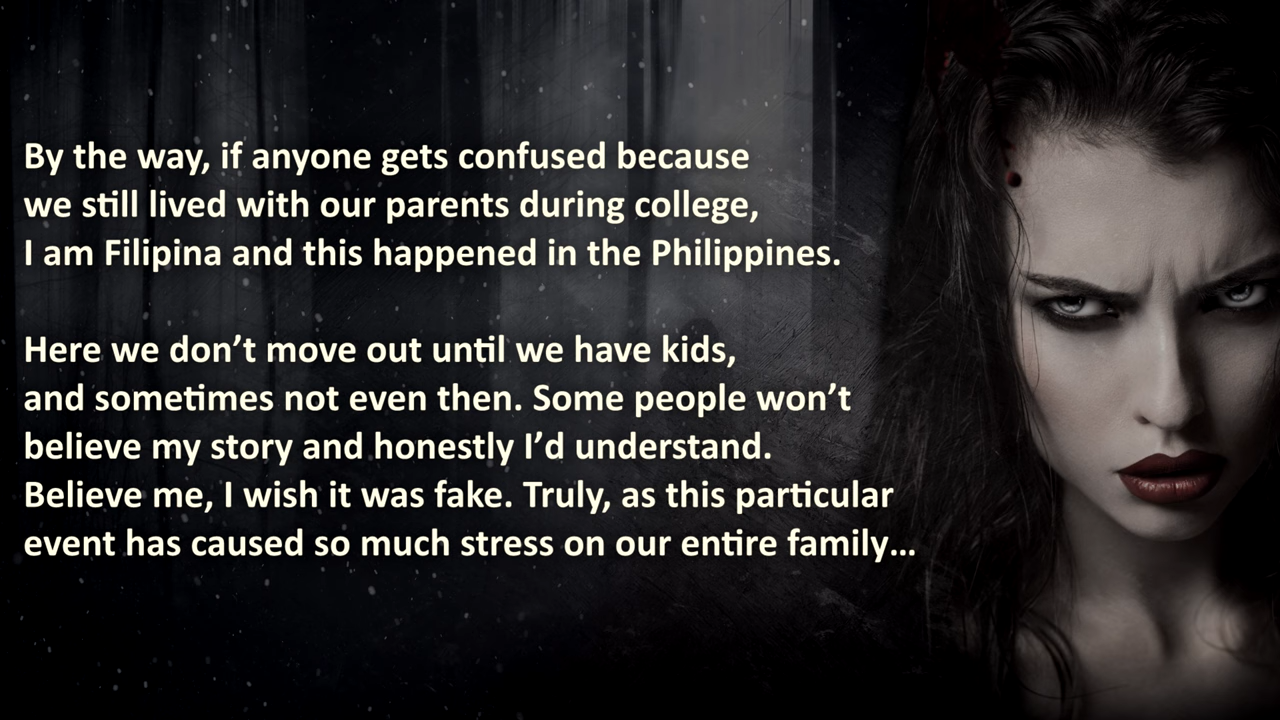 By the way, if anyone gets confused because
we still lived with our parents during college,
I am Filipina and this happened in the Philippines.
Here we don’t move out until we have kids,
and sometimes not even then. Some people won’t
believe my story and honestly I’d understand.
Believe me, I wish it was fake. Truly, as this particular
event has caused so much stress on our entire family...